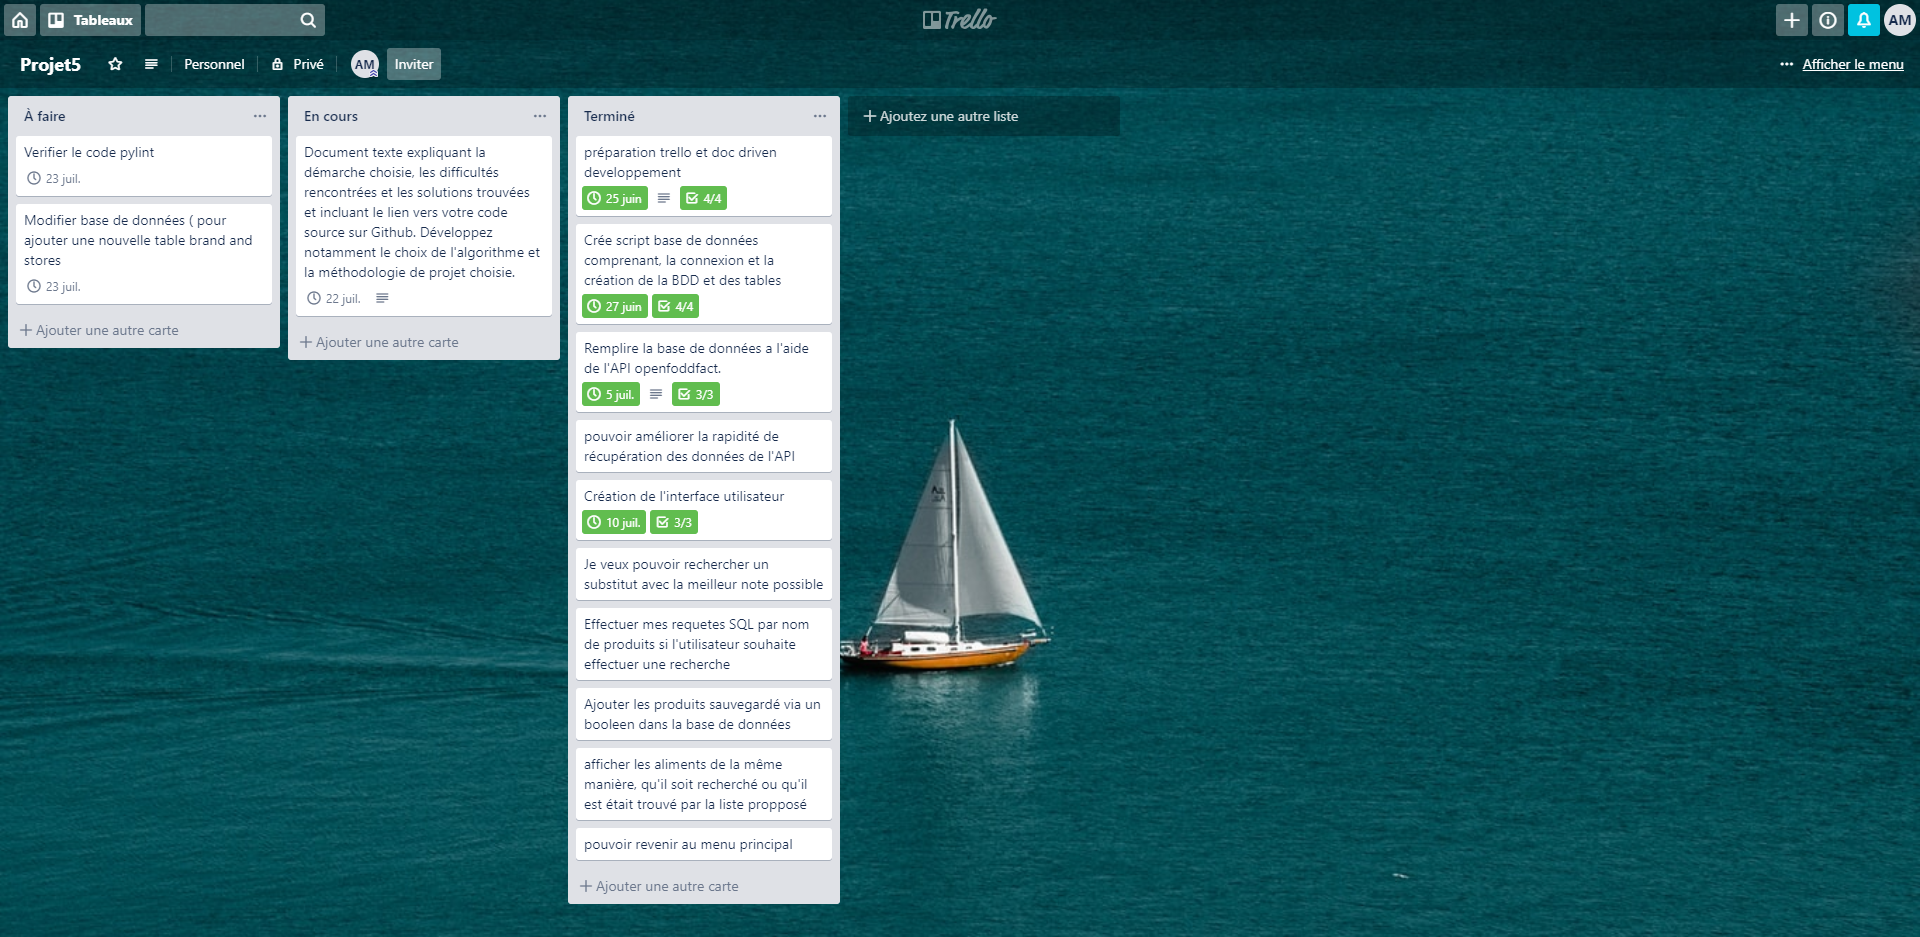 Tableaux
Trello
AM
Projet5
Personnel
Privé
AM
Inviter
Afficher le menu
À faire
Verifier le code pylint
23 juil.
Modifier base de données ( pour
ajouter une nouvelle table brand and
stores
23 juil.
Ajouter une autre carte
En cours
Document texte expliquant la
démarche choisie, les difficultés
rencontrées et les solutions trouvées
et incluant le lien vers votre code
source sur Github. Développez
notamment le choix de l'algorithme et
la méthodologie de projet choisie.
22 juil.
Ajouter une autre carte
Terminé
préparation trello et doc driven
developpement
25 juin 4/4
Crée script base de données
comprenant, la connexion et la
création de la BDD et des tables
27 juin 4/4
Remplire la base de données a l'aide
de l'API openfoddfact.
5 juil. 3/3
pouvoir améliorer la rapidité de
récupération des données de l'API
Création de l'interface utilisateur
10 juil. 3/3
Je veux pouvoir rechercher un
substitut avec la meilleur note possible
Effectuer mes requetes SQL par nom
de produits si l'utilisateur souhaite
effectuer une recherche
Ajouter les produits sauvegardé via un
booleen dans la base de données
afficher les aliments de la même
manière, qu'il soit recherché ou qu'il
est était trouvé par la liste propposé
pouvoir revenir au menu principal
Ajouter une autre carte
Ajoutez une autre liste